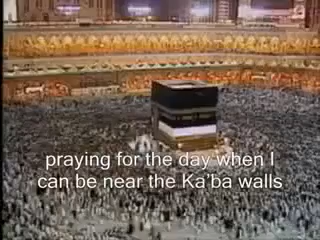 praying for the day when I
can be near the Ka'ba walls